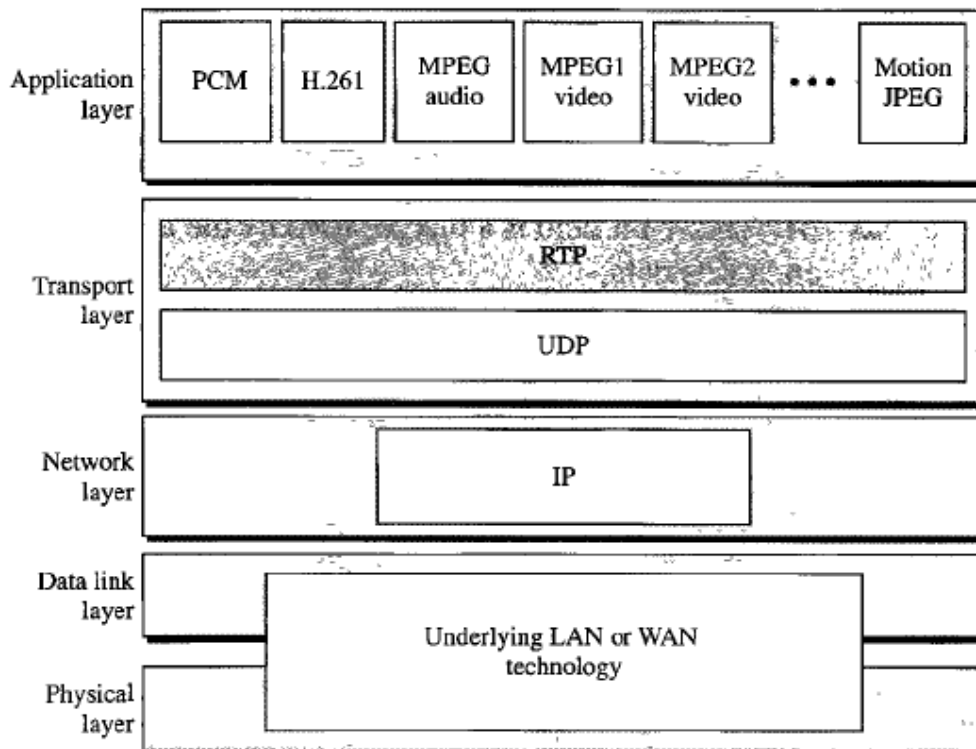 Application
layer
PCM
H.261
MPEG
audio
MPEG1
video
MPEG2
video
•••
Motion
JPEG
Transport
layer
RTP
UDP
Network
layer
IP
Data link
layer
Underlying LAN or WAN
technology
Physical
layer